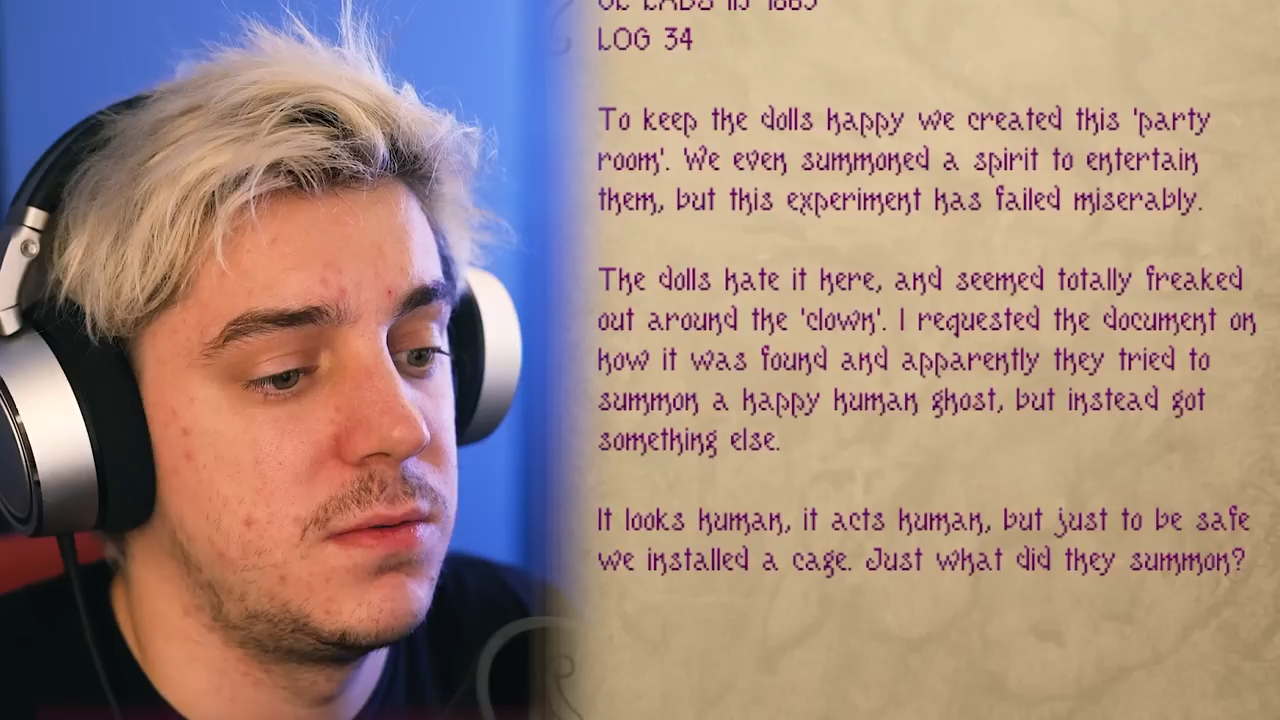 LOG 34
To keep the dolls happy we created this 'party
room'. We even summoned a spirit to entertain
them, but this experiment has failed miserably.
The dolls hate it here, and seemed totally freaked
out around the 'clown'. I requested the document on
how it was found and apparently they tried to
summon a happy human ghost, but instead got
something else.
It looks human, it acts human, but just to be safe
we installed a cage. Just what did they summon?